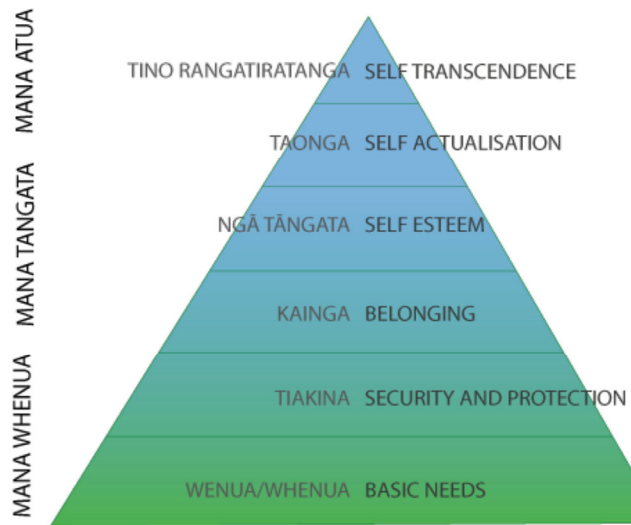 MANA ATUA
TINO RANGATIRATANGA SELF TRANSCENDENCE
TAONGA SELF ACTUALISATION
MANA TANGATA
NGĀ TĀNGATA SELF ESTEEM
KAINGA BELONGING
MANA WHENUA
TIAKINA SECURITY AND PROTECTION
WENUA/WHENUA BASIC NEEDS